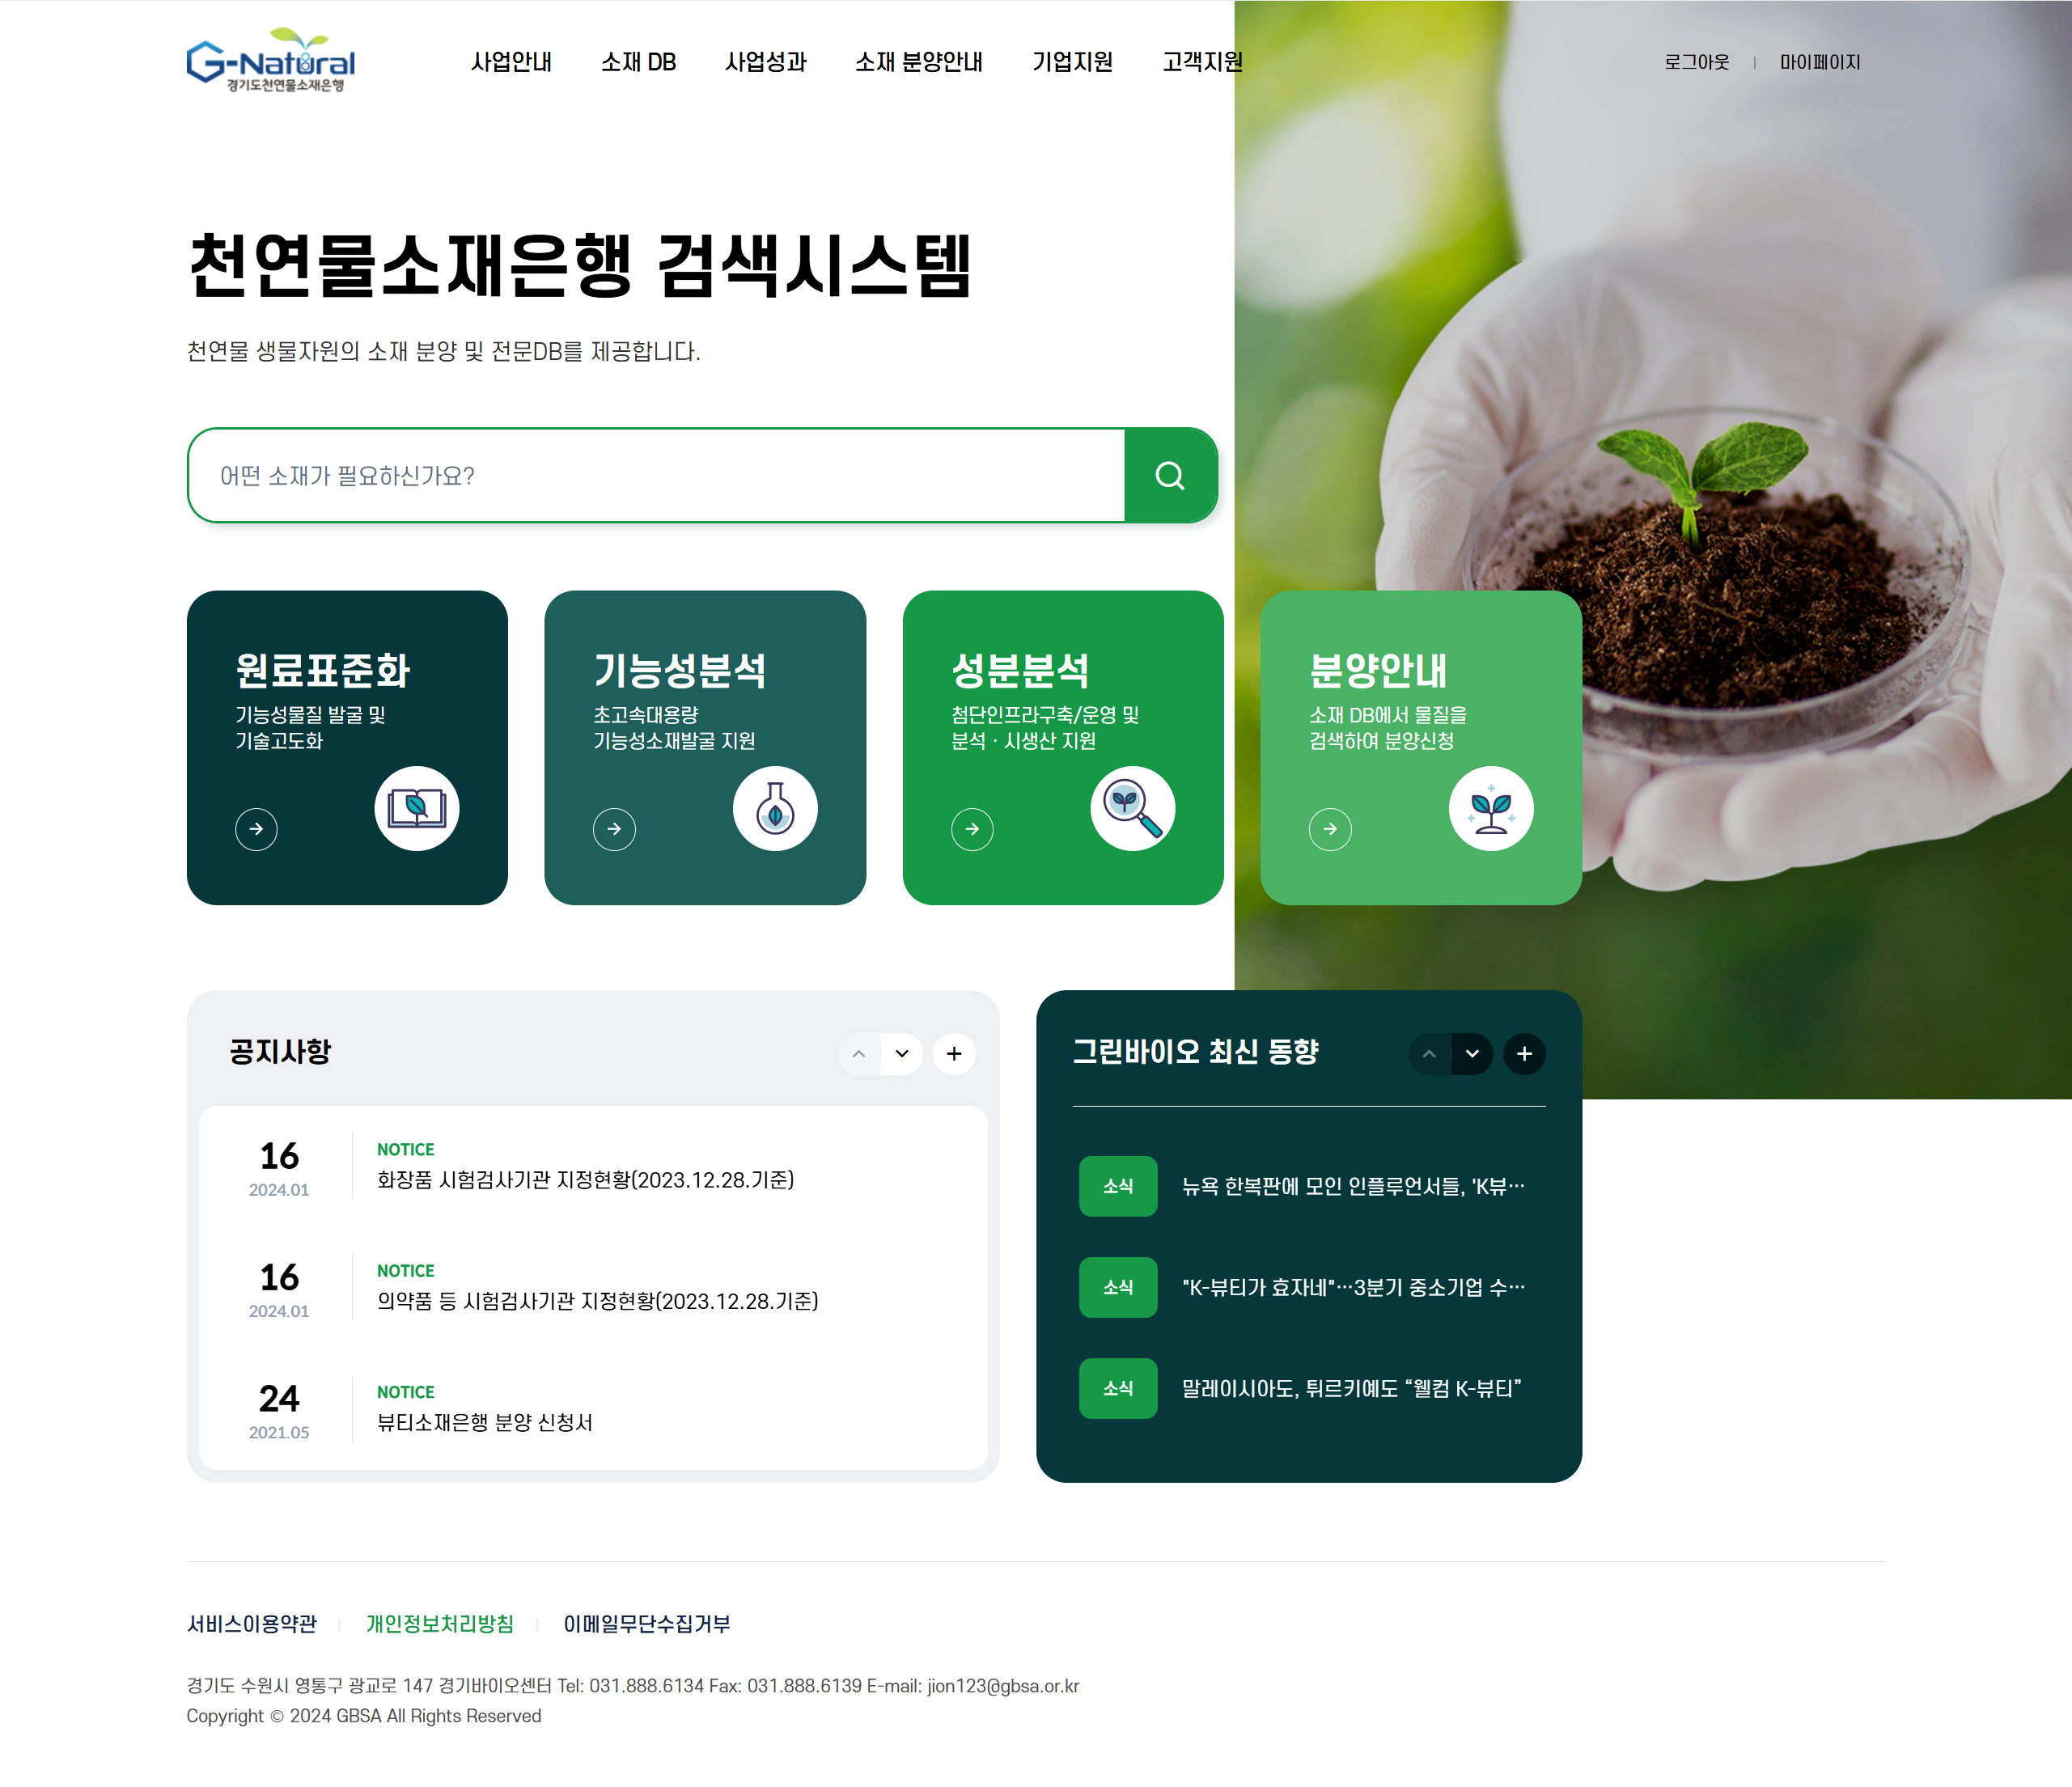 G-Natural
경기도천연물소재은행
사업안내 소재 DB 사업성과 소재 분양안내 기업지원 고객지원
로그아웃 마이페이지
천연물소재은행 검색시스템
천연물 생물자원의 소재 분양 및 전문DB를 제공합니다.
어떤 소재가 필요하신가요?
원료표준화
기능성물질 발굴 및
기술고도화
기능성분석
초고속대용량
기능성소재발굴 지원
성분분석
첨단인프라구축/운영 및
분석 · 시생산 지원
분양안내
소재 DB에서 물질을
검색하여 분양신청
공지사항
16
2024.01
NOTICE
화장품 시험검사기관 지정현황(2023.12.28.기준)
16
2024.01
NOTICE
의약품 등 시험검사기관 지정현황(2023.12.28.기준)
24
2021.05
NOTICE
뷰티소재은행 분양 신청서
그린바이오 최신 동향
소식 뉴욕 한복판에 모인 인플루언서들, 'K뷰…
소식 "K-뷰티가 효자네"…3분기 중소기업 수…
소식 말레이시아도, 튀르키예도 “웰컴 K-뷰티”
서비스이용약관 개인정보처리방침 이메일무단수집거부
경기도 수원시 영통구 광교로 147 경기바이오센터 Tel: 031.888.6134 Fax: 031.888.6139 E-mail: jion123@gbsa.or.kr
Copyright © 2024 GBSA All Rights Reserved